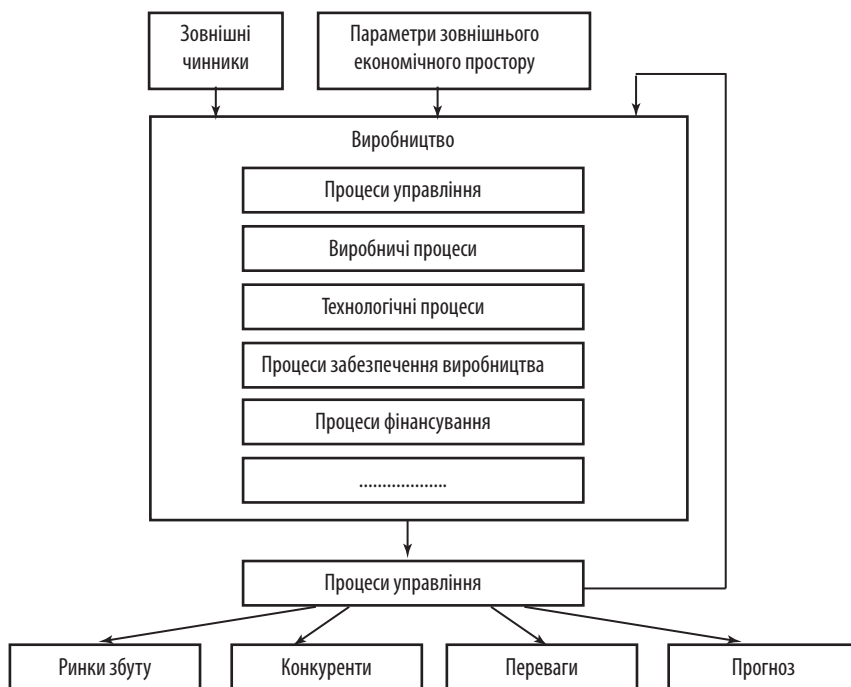 Зовнішні
чинники
Параметри зовнішнього
економічного простору
Виробництво
Процеси управління
Виробничі процеси
Технологічні процеси
Процеси забезпечення виробництва
Процеси фінансування
...................
Процеси управління
Ринки збуту
Конкуренти
Переваги
Прогноз